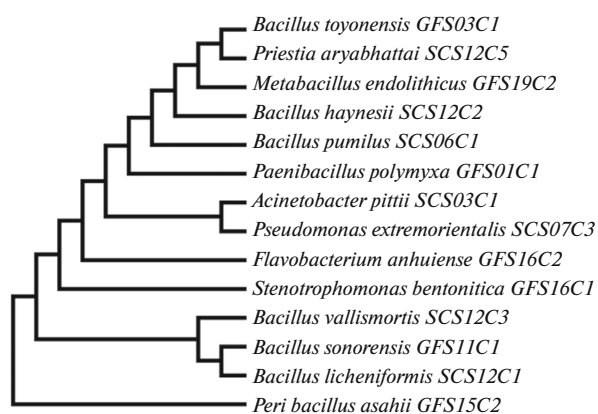 Bacillus toyonensis GFS03C1
Priestia aryabhattai SCS12C5
Metabacillus endolithicus GFS19C2
Bacillus haynesii SCS12C2
Bacillus pumilus SCS06C1
Paenibacillus polymyxa GFS01C1
Acinetobacter pittii SCS03C1
Pseudomonas extremorientalis SCS07C3
Flavobacterium anhuiense GFS16C2
Stenotrophomonas bentonitica GFS16C1
Bacillus vallismortis SCS12C3
Bacillus sonorensis GFS11C1
Bacillus licheniformis SCS12C1
Peri bacillus asahii GFS15C2